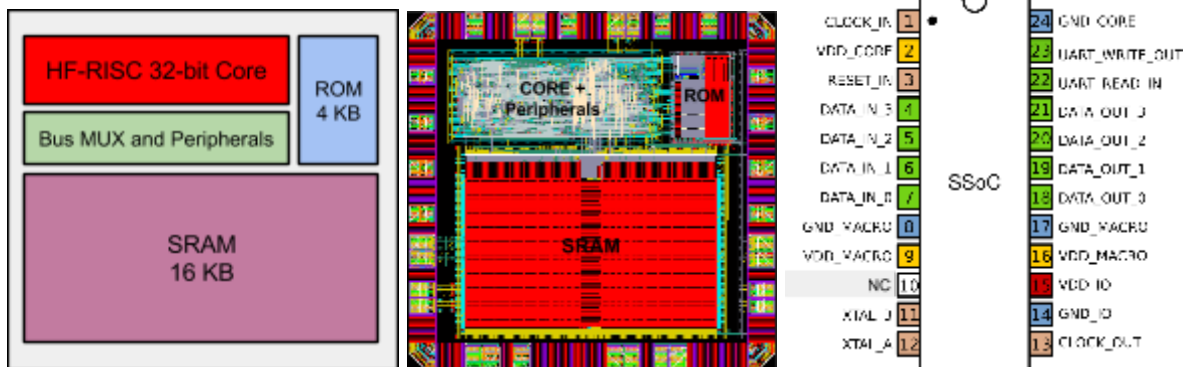 HF-RISC 32-bit Core
Bus MUX and Peripherals
ROM
4 KB
SRAM
16 KB
CORE +
Peripherals
ROM
SRAM
SSoC
CLOCK_IN 1
VDD_CORE 2
RESET_IN 3
DATA_IN_3 4
DATA_IN_2 5
DATA_IN_1 6
DATA_IN_0 7
GND_MACRO 8
VDD_MACRO 9
NC 10
XTAL_B 11
XTAL_A 12
24 GND_CORE
23 UART_WRITE_OUT
22 UART_READ_IN
21 DATA_OUT_3
20 DATA_OUT_2
19 DATA_OUT_1
18 DATA_OUT_0
17 GND_MACRO
16 VDD_MACRO
15 VDD_IO
14 GND_IO
13 CLOCK_OUT